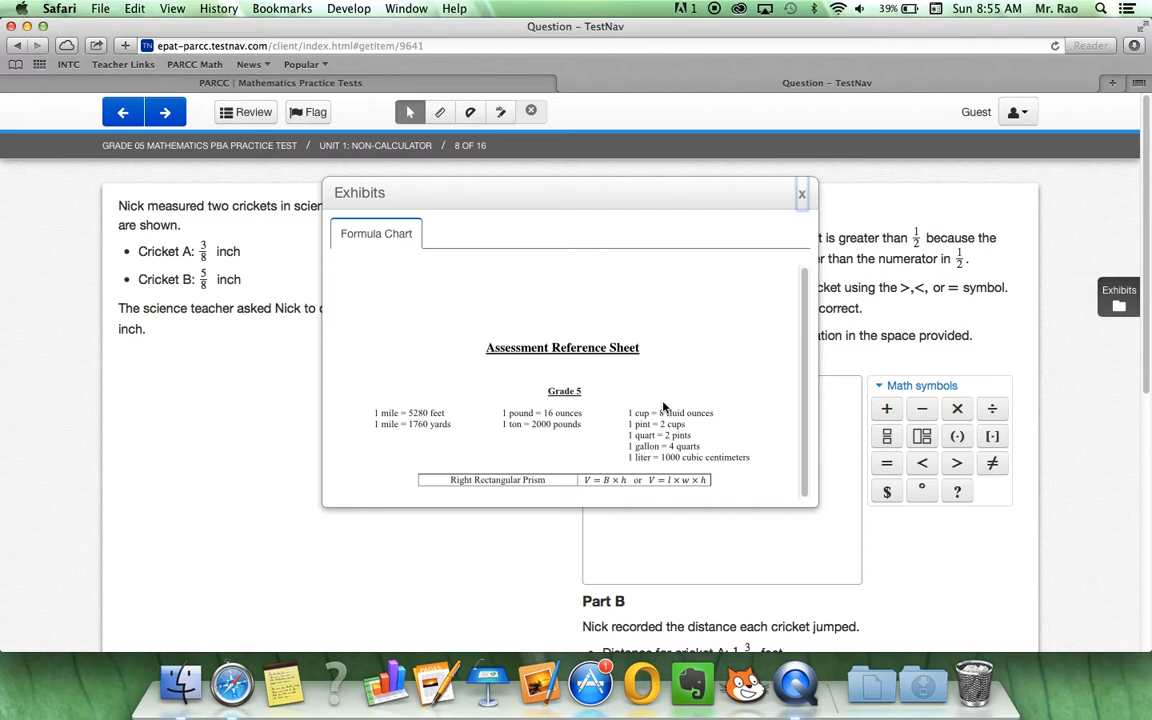 Safari File Edit View History Bookmarks Develop Window Help 1 39% Sun 8:55 AM Mr. Rao
Question - TestNav
epat-parcc.testnav.com/client/index.html#getitem/9641 Reader
INTC Teacher Links PARCC Math News Popular
PARCC | Mathematics Practice Tests Question - TestNav
Review Flag Guest
GRADE 05 MATHEMATICS PBA PRACTICE TEST / UNIT 1: NON-CALCULATOR / 8 OF 16
Exhibits x
Formula Chart
Nick measured two crickets in scien
are shown.
• Cricket A: 3/8 inch
• Cricket B: 5/8 inch
The science teacher asked Nick to c
inch.
t is greater than 1/2 because the
r than the numerator in 1/2.
cket using the >,<, or = symbol.
correct.
ation in the space provided.
Exhibits
Assessment Reference Sheet
Grade 5
1 mile = 5280 feet 1 pound = 16 ounces 1 cup = 8 fluid ounces
1 mile = 1760 yards 1 ton = 2000 pounds 1 pint = 2 cups
1 quart = 2 pints
1 gallon = 4 quarts
1 liter = 1000 cubic centimeters
Right Rectangular Prism V = B × h or V = l × w × h
Math symbols
+ − × ÷
(·) [·]
= < > ≠
$ ° ?
Part B
Nick recorded the distance each cricket jumped.
1